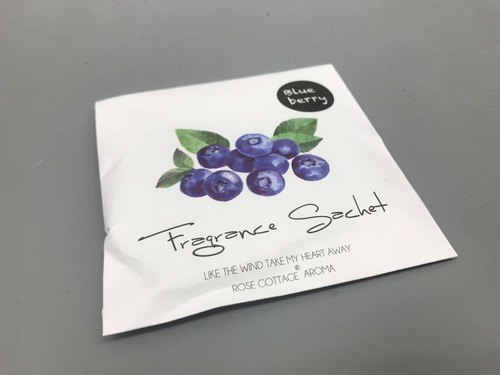 Blue
berry
Fragrance Sachet
LIKE THE WIND TAKE MY HEART AWAY
ROSE COTTAGE® AROMA